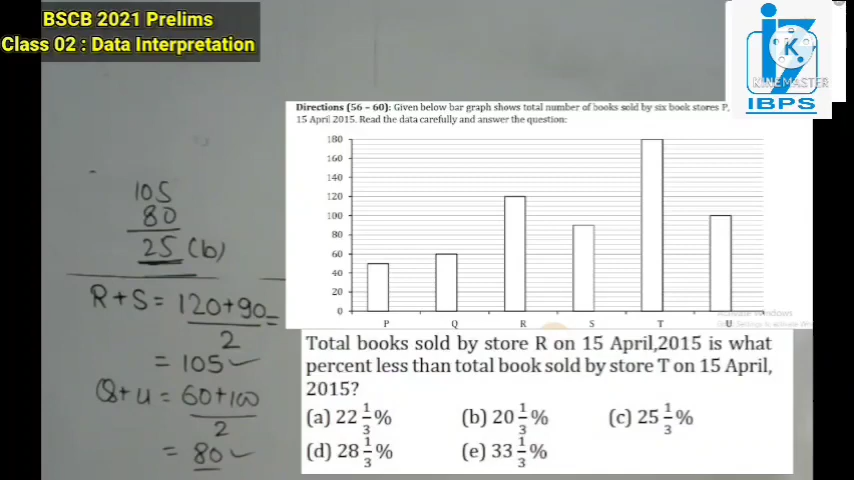 BSCB 2021 Prelims
Class 02 : Data Interpretation
K
KINEMASTER
IBPS
Directions (56 – 60): Given below bar graph shows total number of books sold by six book stores P,
15 April 2015. Read the data carefully and answer the question:
180
160
140
120
100
80
60
40
20
0
P Q R S T U
105
80
25 (b)
R+S = 120+90 =
2
= 105 ✓
Q+U = 60+100
2
= 80 ✓
Activate Windows
Total books sold by store R on 15 April,2015 is what
percent less than total book sold by store T on 15 April,
2015?
(a) 22 1/3 % (b) 20 1/3 % (c) 25 1/3 %
(d) 28 1/3 % (e) 33 1/3 %